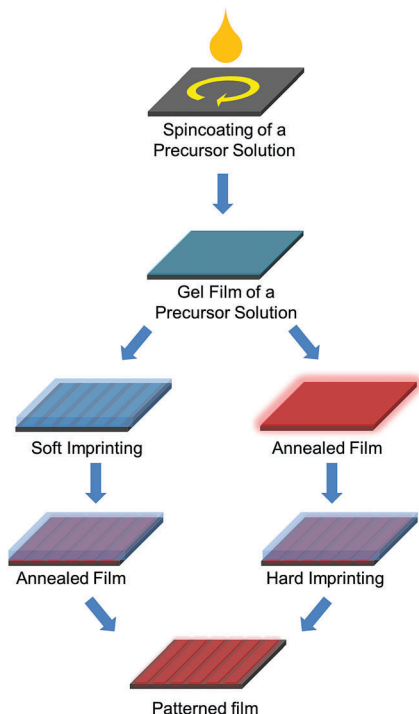 Spincoating of a
Precursor Solution
Gel Film of a
Precursor Solution
Soft Imprinting
Annealed Film
Annealed Film
Hard Imprinting
Patterned film